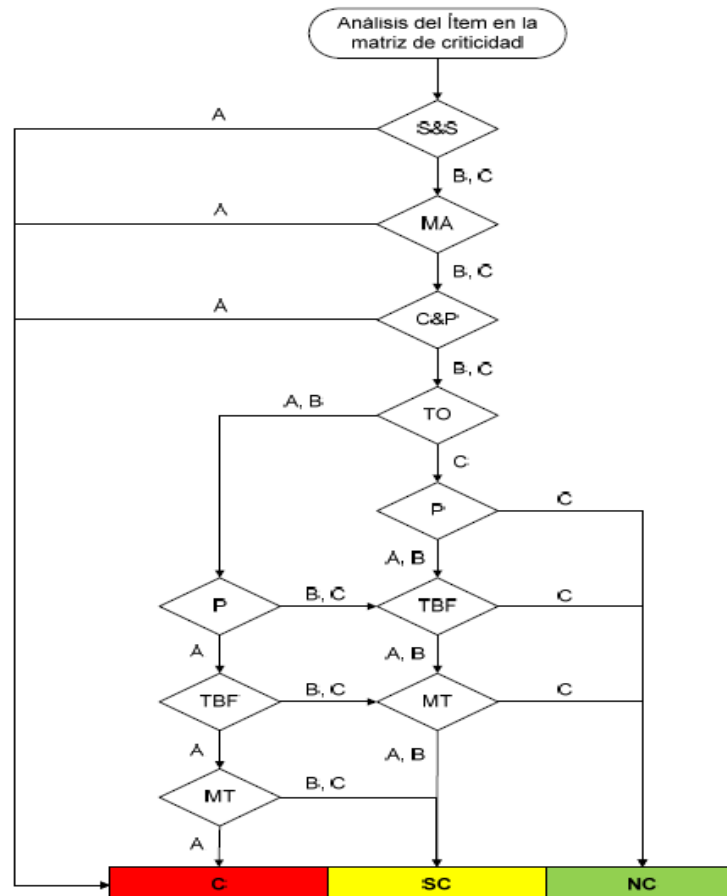 Análisis del Ítem en la
matriz de criticidad
A
S&S
B, C
A
MA
B, C
A
C&P
B, C
A, B
TO
C
P
C
A, B
P
B, C
TBF
C
A
A, B
TBF
B, C
MT
C
A
A, B
MT
B, C
A
C
SC
NC